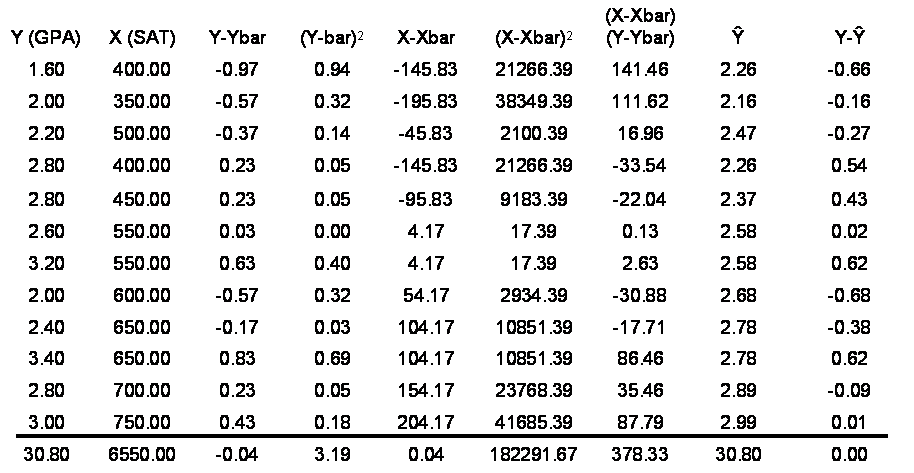 (X-Xbar)
Y (GPA) X (SAT) Y-Ybar (Y-bar)² X-Xbar (X-Xbar)² (Y-Ybar) Ŷ Y-Ŷ
1.60 400.00 -0.97 0.94 -145.83 21266.39 141.46 2.26 -0.66
2.00 350.00 -0.57 0.32 -195.83 38349.39 111.62 2.16 -0.16
2.20 500.00 -0.37 0.14 -45.83 2100.39 16.96 2.47 -0.27
2.80 400.00 0.23 0.05 -145.83 21266.39 -33.54 2.26 0.54
2.80 450.00 0.23 0.05 -95.83 9183.39 -22.04 2.37 0.43
2.60 550.00 0.03 0.00 4.17 17.39 0.13 2.58 0.02
3.20 550.00 0.63 0.40 4.17 17.39 2.63 2.58 0.62
2.00 600.00 -0.57 0.32 54.17 2934.39 -30.88 2.68 -0.68
2.40 650.00 -0.17 0.03 104.17 10851.39 -17.71 2.78 -0.38
3.40 650.00 0.83 0.69 104.17 10851.39 86.46 2.78 0.62
2.80 700.00 0.23 0.05 154.17 23768.39 35.46 2.89 -0.09
3.00 750.00 0.43 0.18 204.17 41685.39 87.79 2.99 0.01
30.80 6550.00 -0.04 3.19 0.04 182291.67 378.33 30.80 0.00